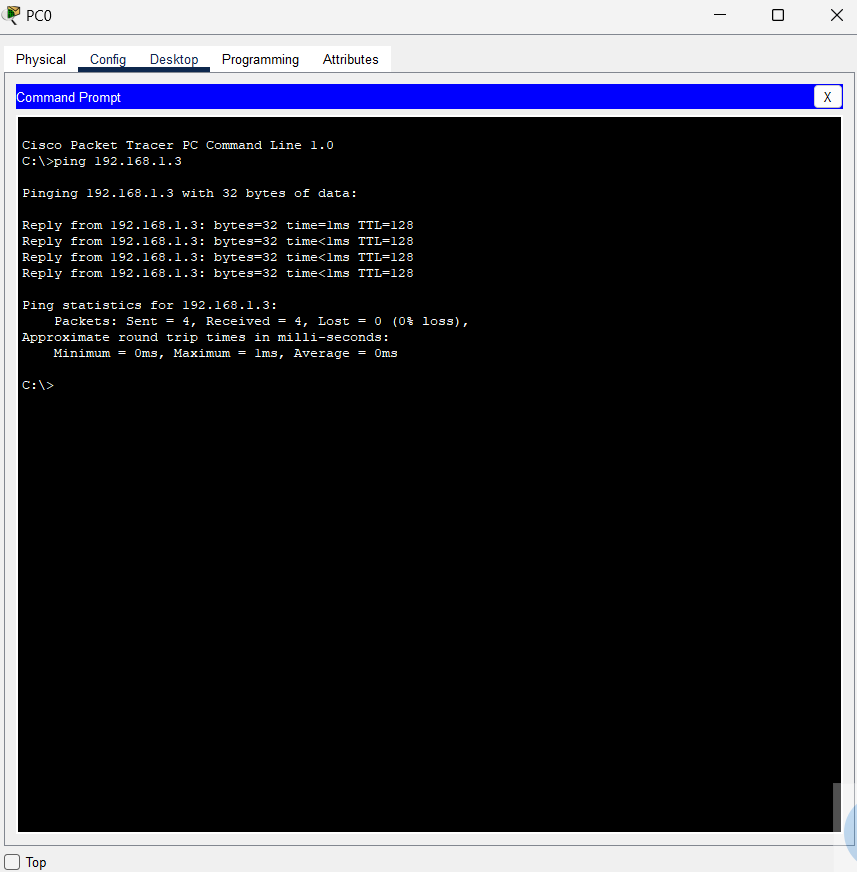 PC0
Physical Config Desktop Programming Attributes
Command Prompt
X
Cisco Packet Tracer PC Command Line 1.0
C:\>ping 192.168.1.3
Pinging 192.168.1.3 with 32 bytes of data:
Reply from 192.168.1.3: bytes=32 time=1ms TTL=128
Reply from 192.168.1.3: bytes=32 time<1ms TTL=128
Reply from 192.168.1.3: bytes=32 time<1ms TTL=128
Reply from 192.168.1.3: bytes=32 time<1ms TTL=128
Ping statistics for 192.168.1.3:
Packets: Sent = 4, Received = 4, Lost = 0 (0% loss),
Approximate round trip times in milli-seconds:
Minimum = 0ms, Maximum = 1ms, Average = 0ms
C:\>
Top